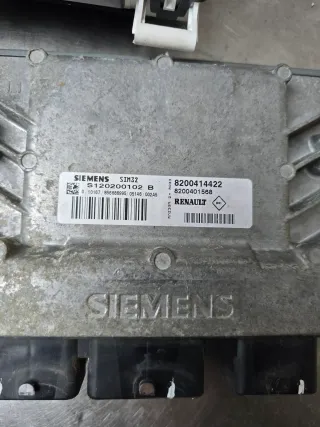 SIEMENS SIM32
S120200102 B
8200414422
8200401568
RENAULT
SIEMENS